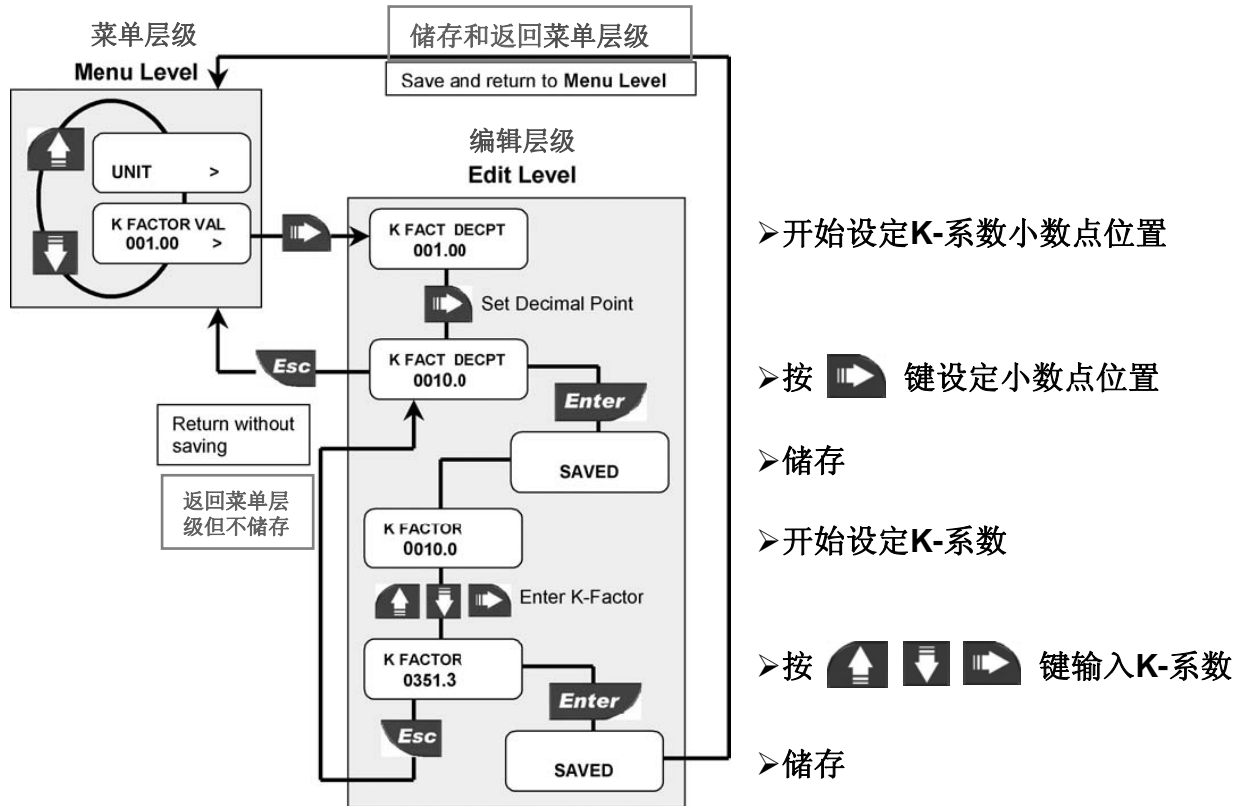 菜单层级
Menu Level
储存和返回菜单层级
Save and return to Menu Level
UNIT >
K FACTOR VAL
001.00 >
编辑层级
Edit Level
K FACT DECPT
001.00
Set Decimal Point
K FACT DECPT
0010.0
Esc
Enter
Return without
saving
返回菜单层
级但不储存
SAVED
K FACTOR
0010.0
Enter K-Factor
K FACTOR
0351.3
Enter
Esc
SAVED
➢开始设定K-系数小数点位置
➢按 键设定小数点位置
➢储存
➢开始设定K-系数
➢按 键输入K-系数
➢储存